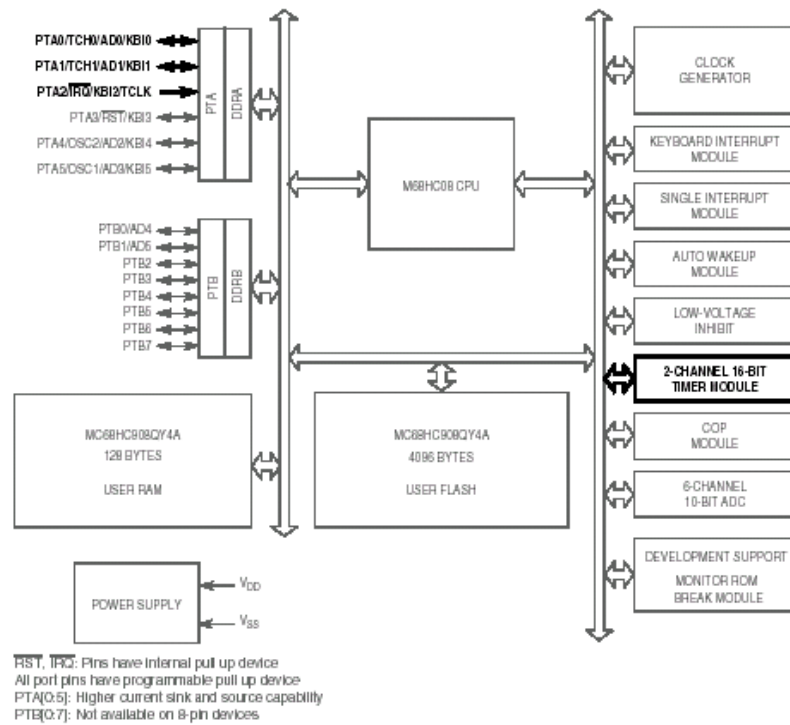 PTA0/TCH0/AD0/KBI0
PTA1/TCH1/AD1/KBI1
PTA2/IRQ/KBI2/TCLK
PTA3/RST/KBI3
PTA4/OSC2/AD2/KBI4
PTA5/OSC1/AD3/KBI5
PTA
DDRA
PTB0/AD4
PTB1/AD5
PTB2
PTB3
PTB4
PTB5
PTB6
PTB7
PTB
DDRB
M68HC08 CPU
CLOCK
GENERATOR
KEYBOARD INTERRUPT
MODULE
SINGLE INTERRUPT
MODULE
AUTO WAKEUP
MODULE
LOW-VOLTAGE
INHIBIT
2-CHANNEL 16-BIT
TIMER MODULE
COP
MODULE
6-CHANNEL
10-BIT ADC
DEVELOPMENT SUPPORT
MONITOR ROM
BREAK MODULE
MC68HC908QY4A
128 BYTES
USER RAM
MC68HC908QY4A
4096 BYTES
USER FLASH
POWER SUPPLY
VDD
VSS
RST, IRQ: Pins have internal pull up device
All port pins have programmable pull up device
PTA[0:5]: Higher current sink and source capability
PTB[0:7]: Not available on 8-pin devices